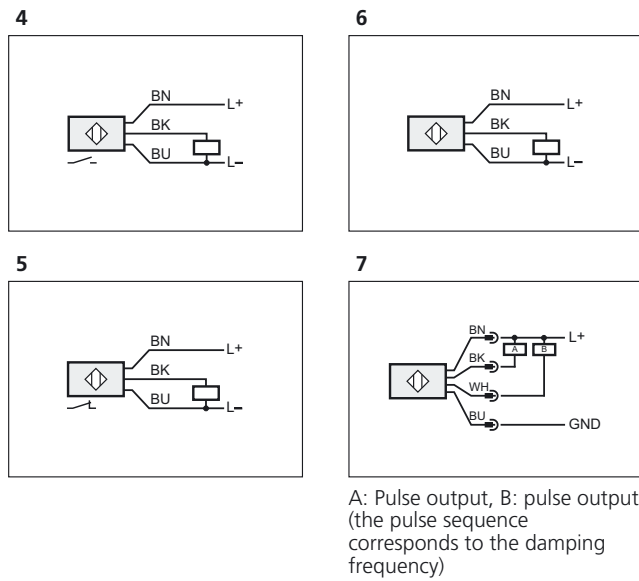 4
BN
L+
BK
BU
L–
6
BN
L+
BK
BU
L–
5
BN
L+
BK
BU
L–
7
BN
L+
A
B
BK
WH
BU
GND
A: Pulse output, B: pulse output
(the pulse sequence
corresponds to the damping
frequency)